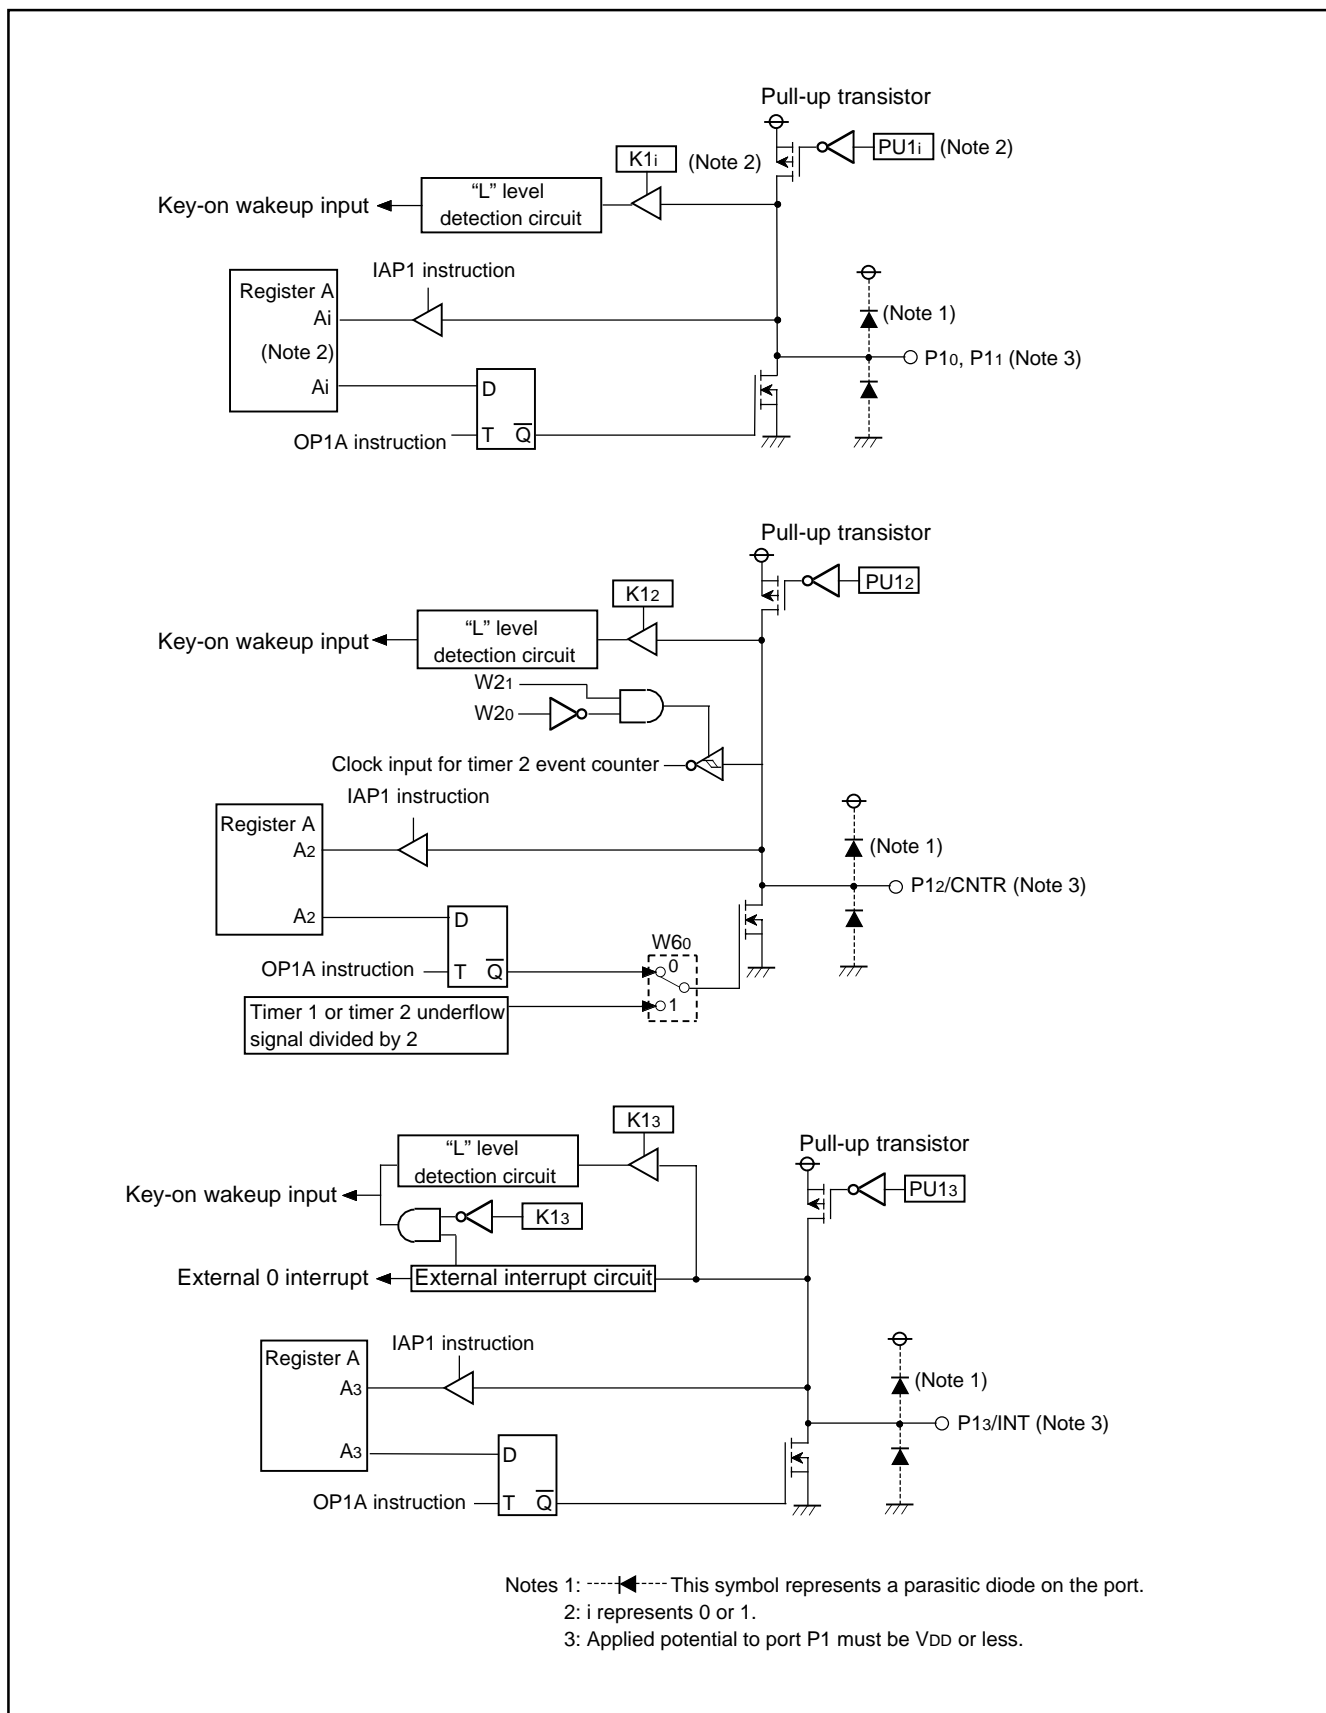 Pull-up transistor
K1i (Note 2) PU1i (Note 2)
Key-on wakeup input
“L” level
detection circuit
IAP1 instruction
Register A
Ai
(Note 2)
Ai
D
T Q
OP1A instruction
(Note 1)
P10, P11 (Note 3)
Pull-up transistor
K12
PU12
Key-on wakeup input
“L” level
detection circuit
W21
W20
Clock input for timer 2 event counter
IAP1 instruction
Register A
A2
A2
D
T Q
OP1A instruction
W60
0
1
Timer 1 or timer 2 underflow
signal divided by 2
(Note 1)
P12/CNTR (Note 3)
K13
Pull-up transistor
PU13
“L” level
detection circuit
Key-on wakeup input
K13
External 0 interrupt
External interrupt circuit
IAP1 instruction
Register A
A3
A3
D
T Q
OP1A instruction
(Note 1)
P13/INT (Note 3)
Notes 1: This symbol represents a parasitic diode on the port.
2: i represents 0 or 1.
3: Applied potential to port P1 must be VDD or less.